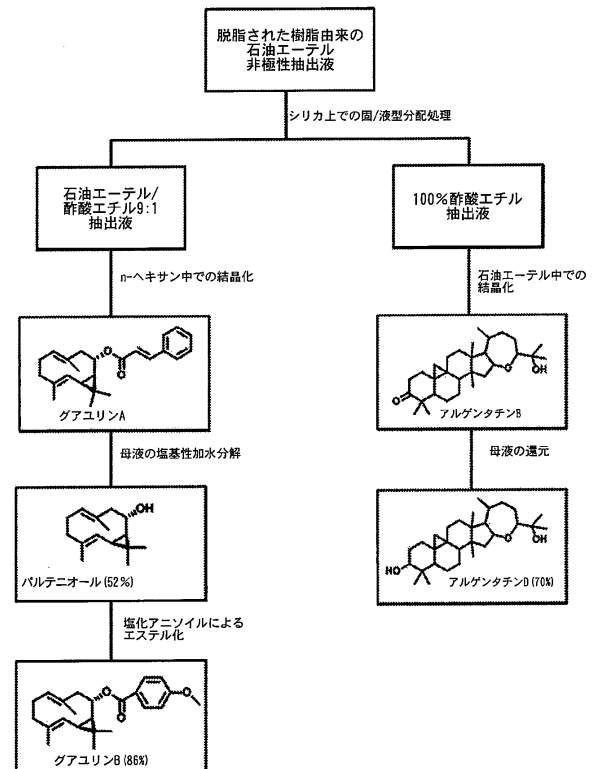 脱脂された樹脂由来の
石油エーテル
非極性抽出液
シリカ上での固/液型分配処理
石油エーテル/
酢酸エチル9:1
抽出液
100%酢酸エチル
抽出液
n-ヘキサン中での結晶化
石油エーテル中での
結晶化
O
O
グアユリンA
O
O
OH
アルゲンタチンB
母液の塩基性加水分解
母液の還元
OH
パルテニオール(52%)
HO
O
OH
アルゲンタチンD(70%)
塩化アニソイルによる
エステル化
O
O
O
グアユリンB(86%)